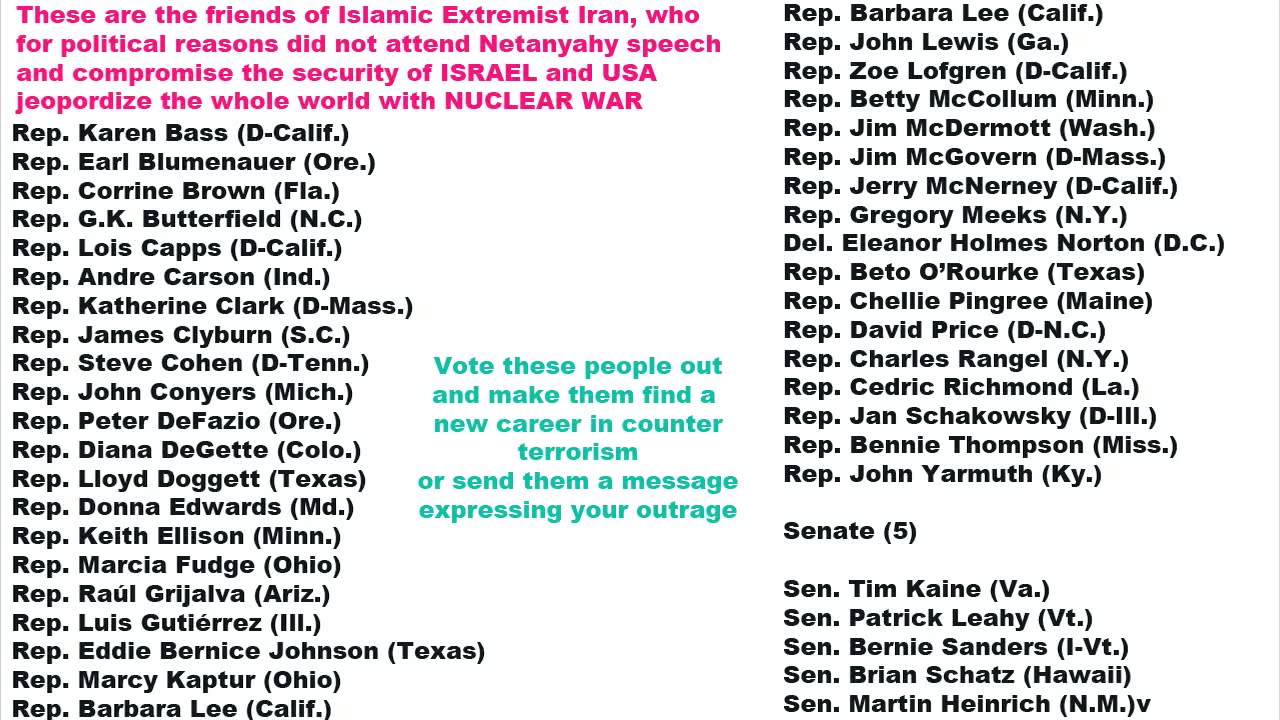 These are the friends of Islamic Extremist Iran, who
for political reasons did not attend Netanyahy speech
and compromise the security of ISRAEL and USA
jeopordize the whole world with NUCLEAR WAR
Rep. Karen Bass (D-Calif.)
Rep. Earl Blumenauer (Ore.)
Rep. Corrine Brown (Fla.)
Rep. G.K. Butterfield (N.C.)
Rep. Lois Capps (D-Calif.)
Rep. Andre Carson (Ind.)
Rep. Katherine Clark (D-Mass.)
Rep. James Clyburn (S.C.)
Rep. Steve Cohen (D-Tenn.)
Rep. John Conyers (Mich.)
Rep. Peter DeFazio (Ore.)
Rep. Diana DeGette (Colo.)
Rep. Lloyd Doggett (Texas)
Rep. Donna Edwards (Md.)
Rep. Keith Ellison (Minn.)
Rep. Marcia Fudge (Ohio)
Rep. Raúl Grijalva (Ariz.)
Rep. Luis Gutiérrez (Ill.)
Rep. Eddie Bernice Johnson (Texas)
Rep. Marcy Kaptur (Ohio)
Rep. Barbara Lee (Calif.)
Vote these people out
and make them find a
new career in counter
terrorism
or send them a message
expressing your outrage
Rep. Barbara Lee (Calif.)
Rep. John Lewis (Ga.)
Rep. Zoe Lofgren (D-Calif.)
Rep. Betty McCollum (Minn.)
Rep. Jim McDermott (Wash.)
Rep. Jim McGovern (D-Mass.)
Rep. Jerry McNerney (D-Calif.)
Rep. Gregory Meeks (N.Y.)
Del. Eleanor Holmes Norton (D.C.)
Rep. Beto O’Rourke (Texas)
Rep. Chellie Pingree (Maine)
Rep. David Price (D-N.C.)
Rep. Charles Rangel (N.Y.)
Rep. Cedric Richmond (La.)
Rep. Jan Schakowsky (D-Ill.)
Rep. Bennie Thompson (Miss.)
Rep. John Yarmuth (Ky.)
Senate (5)
Sen. Tim Kaine (Va.)
Sen. Patrick Leahy (Vt.)
Sen. Bernie Sanders (I-Vt.)
Sen. Brian Schatz (Hawaii)
Sen. Martin Heinrich (N.M.)v